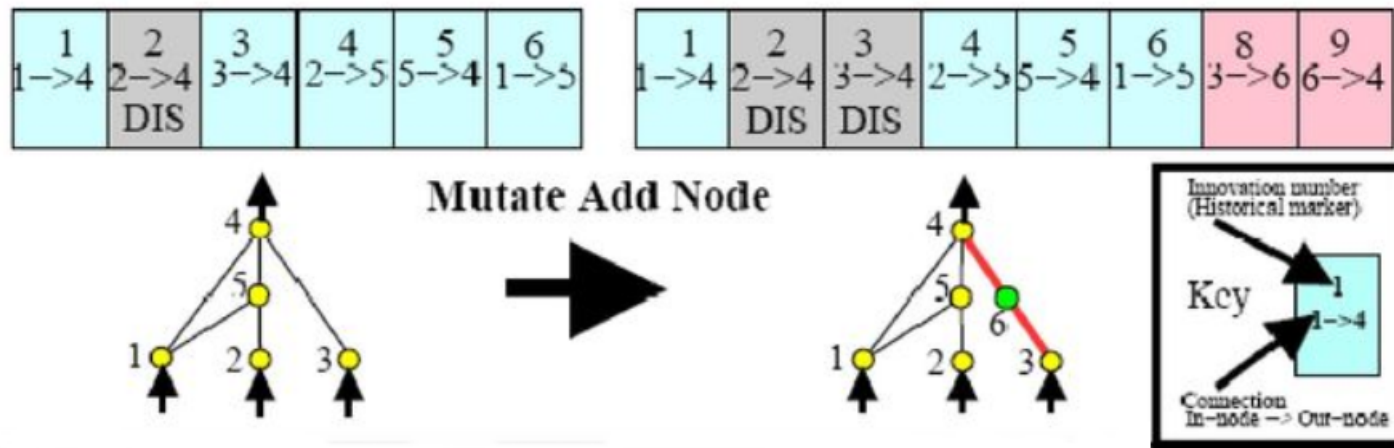 1 2 3 4 5 6
1->4 2->4 3->4 2->5 5->4 1->5
DIS
1 2 3 4 5 6 8 9
1->4 2->4 3->4 2->5 5->4 1->5 3->6 6->4
DIS DIS
Mutate Add Node
4
5
1 2 3
4
5
6
1 2 3
Innovation number
(Historical marker)
Key
1
1->4
Connection
In-node -> Out-node